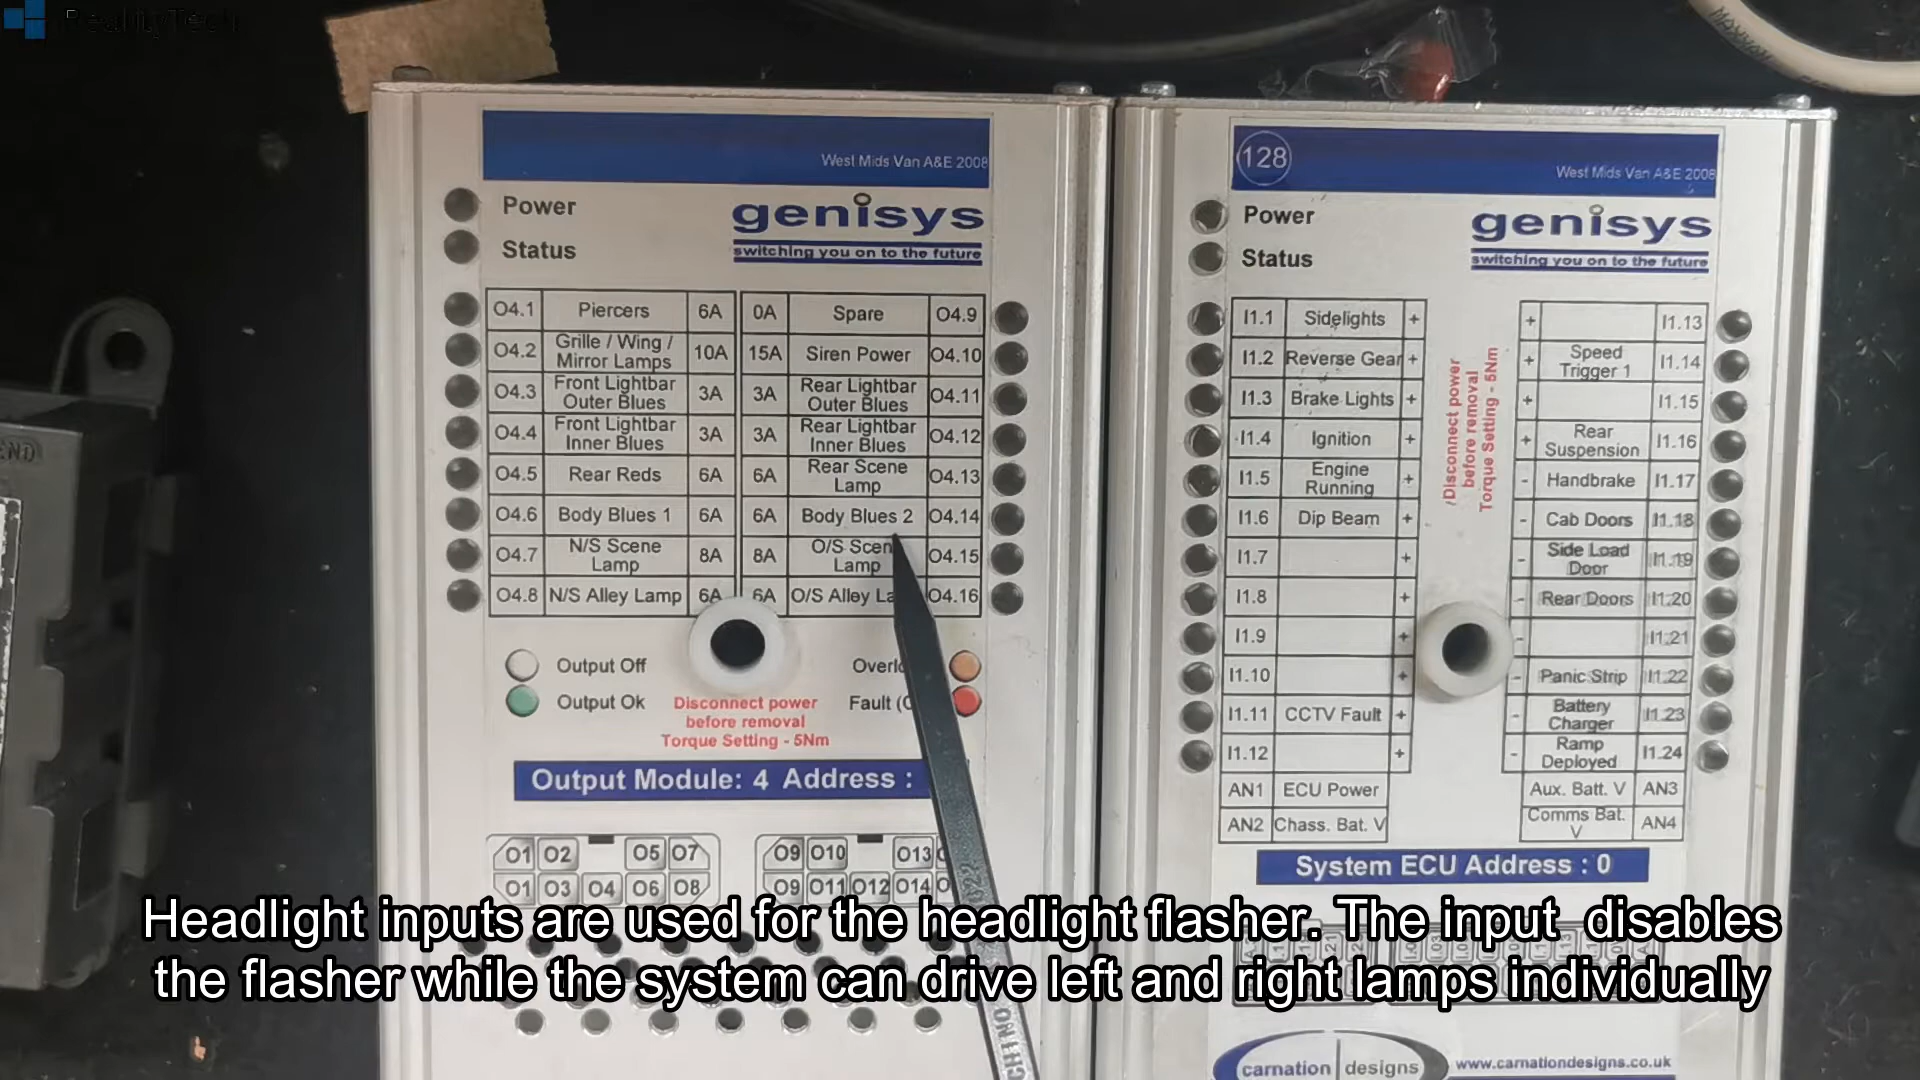 RealityTech
West Mids Van A&E 2008
Power
Status
genisys
switching you on to the future
O4.1 Piercers 6A 0A Spare O4.9
O4.2 Grille / Wing / Mirror Lamps 10A 15A Siren Power O4.10
O4.3 Front Lightbar Outer Blues 3A 3A Rear Lightbar Outer Blues O4.11
O4.4 Front Lightbar Inner Blues 3A 3A Rear Lightbar Inner Blues O4.12
O4.5 Rear Reds 6A 6A Rear Scene Lamp O4.13
O4.6 Body Blues 1 6A 6A Body Blues 2 O4.14
O4.7 N/S Scene Lamp 8A 8A O/S Scen Lamp O4.15
O4.8 N/S Alley Lamp 6A 6A O/S Alley La O4.16
Output Off
Output Ok
Disconnect power
before removal
Torque Setting - 5Nm
Overlo
Fault (
Output Module: 4 Address :
O1 O2 O5 O7 O9 O10 O13
O1 O3 O4 O6 O8 O9 O11 O12 O14
128
West Mids Van A&E 2008
Power
Status
genisys
switching you on to the future
I1.1 Sidelights + + I1.13
I1.2 Reverse Gear + + Speed Trigger 1 I1.14
I1.3 Brake Lights + + I1.15
I1.4 Ignition + + Rear Suspension I1.16
I1.5 Engine Running + - Handbrake I1.17
I1.6 Dip Beam + - Cab Doors I1.18
I1.7 + - Side Load Door I1.19
I1.8 + - Rear Doors I1.20
I1.9 + - I1.21
I1.10 + - Panic Strip I1.22
I1.11 CCTV Fault + - Battery Charger I1.23
I1.12 + - Ramp Deployed I1.24
AN1 ECU Power Aux. Batt. V AN3
AN2 Chass. Bat. V Comms Bat. V AN4
Disconnect power
before removal
Torque Setting - 5Nm
System ECU Address : 0
Headlight inputs are used for the headlight flasher. The input disables
the flasher while the system can drive left and right lamps individually
carnation designs
www.carnationdesigns.co.uk